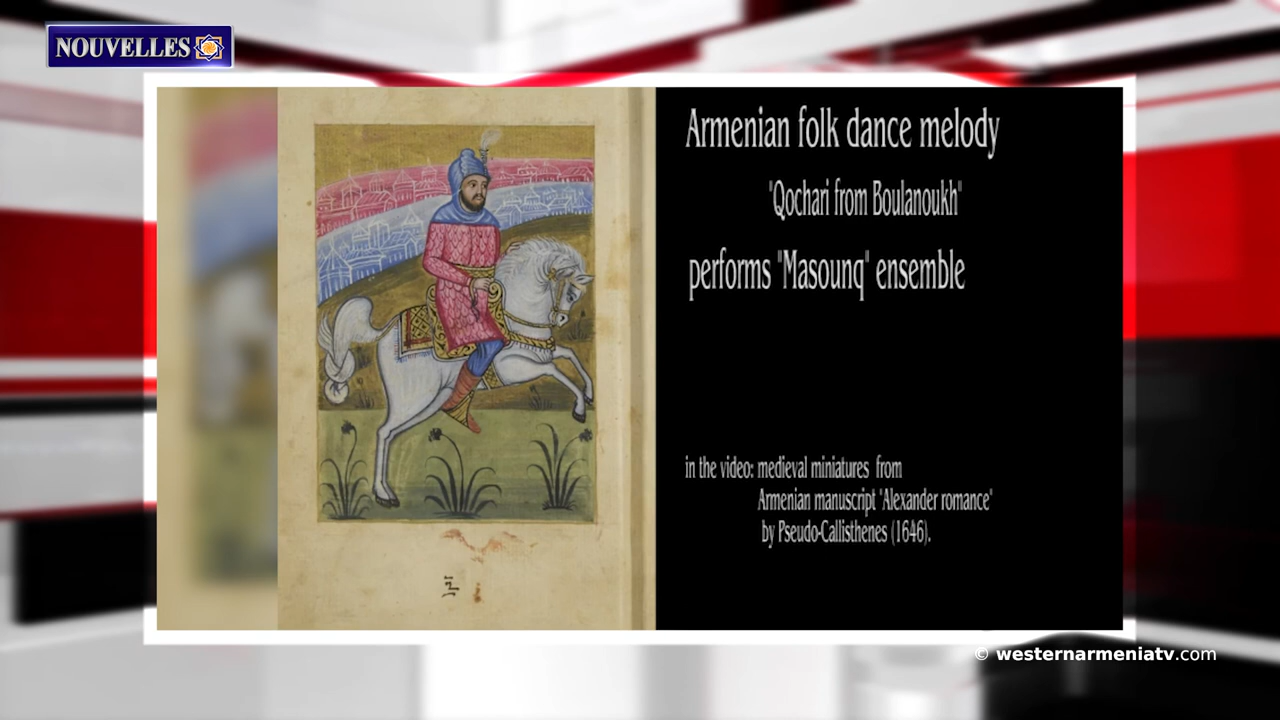 NOUVELLES
Armenian folk dance melody
"Qochari from Boulanoukh"
performs "Masounq" ensemble
in the video: medieval miniatures from
Armenian manuscript "Alexander romance"
by Pseudo-Callisthenes (1646).
© westernarmeniatv.com